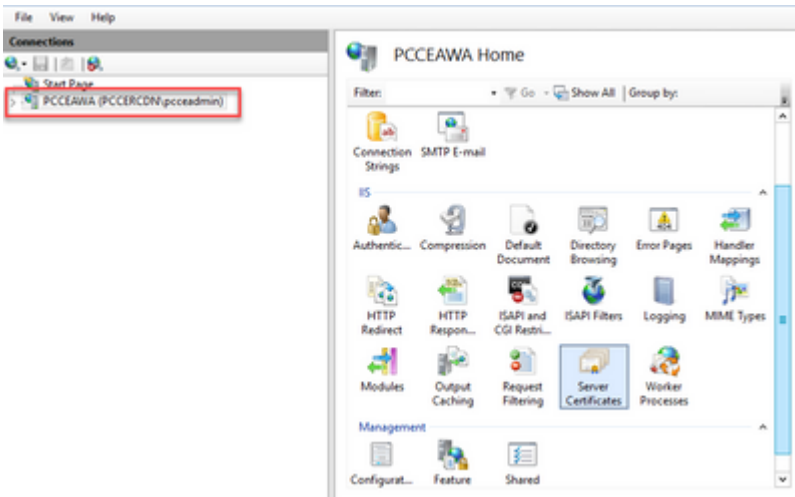 File View Help
Connections
Start Page
PCCEAWA (PCCERCDN\pcceadmin)
PCCEAWA Home
Filter: Go Show All Group by:
Connection Strings
SMTP E-mail
IIS
Authentic...
Compression
Default Document
Directory Browsing
Error Pages
Handler Mappings
HTTP Redirect
HTTP Respon...
ISAPI and CGI Restri...
ISAPI Filters
Logging
MIME Types
Modules
Output Caching
Request Filtering
Server Certificates
Worker Processes
Management
Configurat...
Feature
Shared